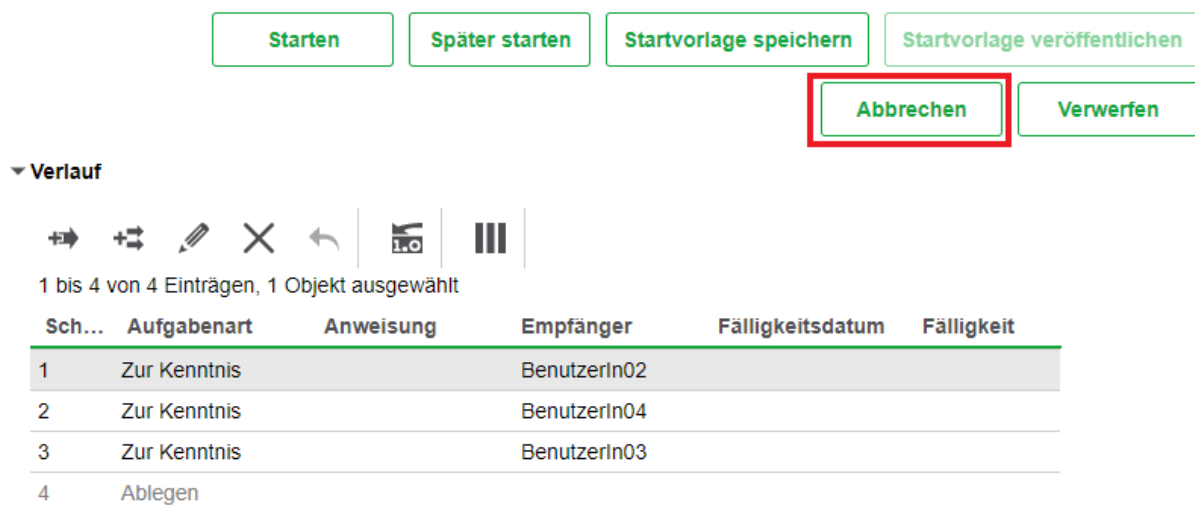 Starten Später starten Startvorlage speichern Startvorlage veröffentlichen
Abbrechen Verwerfen
Verlauf
1.0
1 bis 4 von 4 Einträgen, 1 Objekt ausgewählt
Sch... Aufgabenart Anweisung Empfänger Fälligkeitsdatum Fälligkeit
1 Zur Kenntnis BenutzerIn02
2 Zur Kenntnis BenutzerIn04
3 Zur Kenntnis BenutzerIn03
4 Ablegen